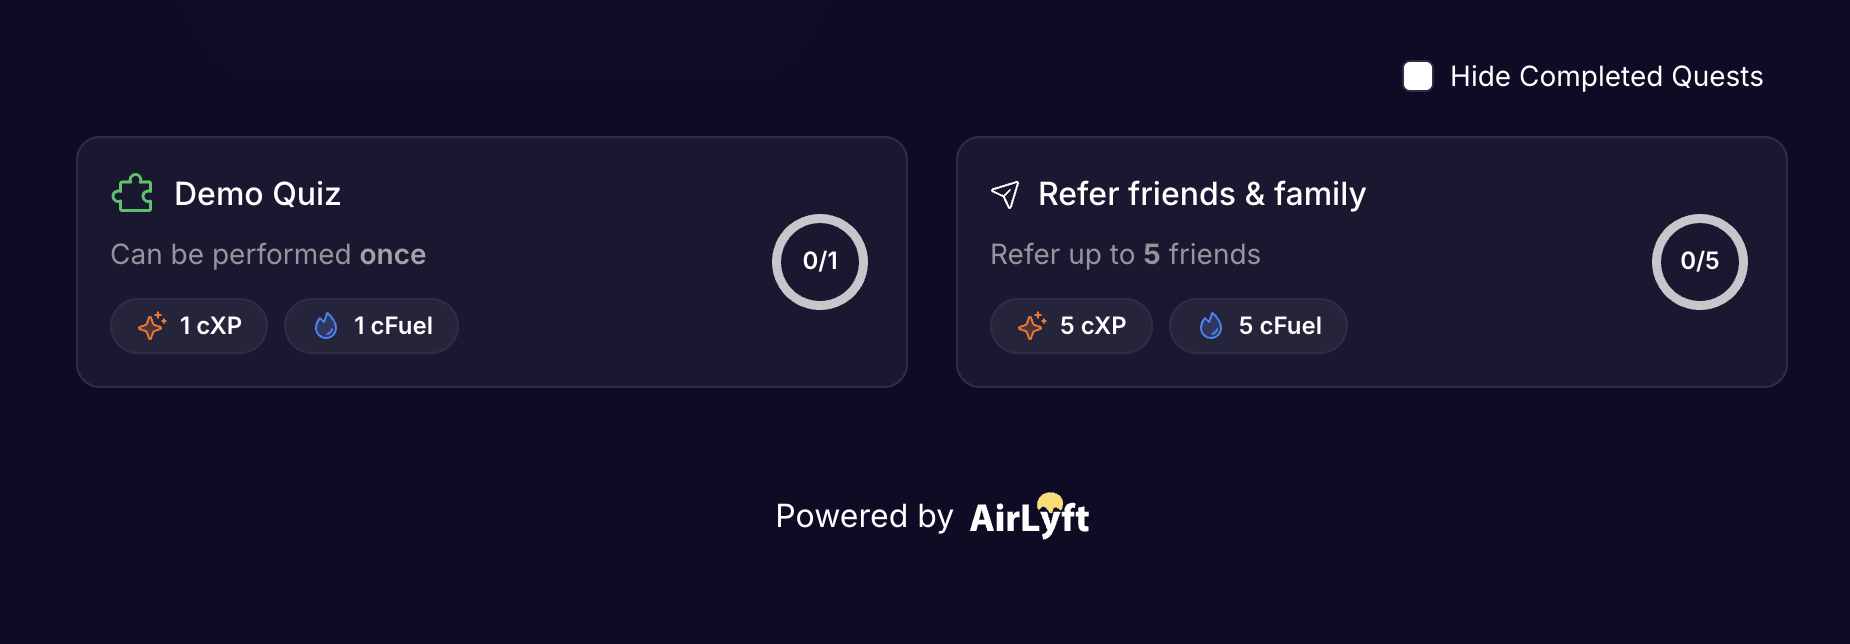 Hide Completed Quests
Demo Quiz
Can be performed once
0/1
1 cXP
1 cFuel
Refer friends & family
Refer up to 5 friends
0/5
5 cXP
5 cFuel
Powered by AirLyft